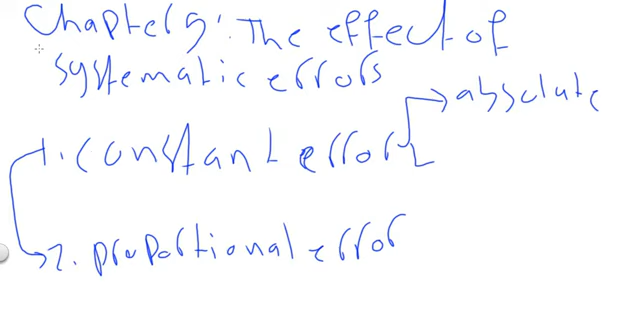 Chapter 5: The effect of
systematic errors
absolute
1. constant error
2. proportional error